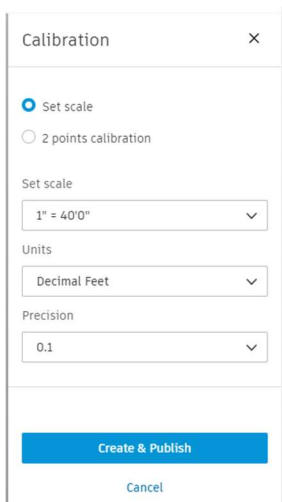 Calibration
Set scale
2 points calibration
Set scale
1" = 40'0"
Units
Decimal Feet
Precision
0.1
Create & Publish
Cancel